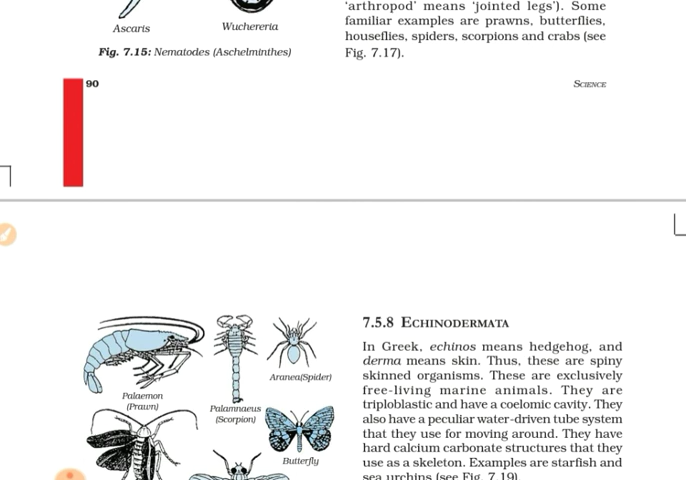 Ascaris
Wuchereria
Fig. 7.15: Nematodes (Aschelminthes)
'arthropod' means 'jointed legs'). Some
familiar examples are prawns, butterflies,
houseflies, spiders, scorpions and crabs (see
Fig. 7.17).
90
SCIENCE
Palaemon
(Prawn)
Palamnaeus
(Scorpion)
Aranea(Spider)
Butterfly
7.5.8 ECHINODERMATA
In Greek, echinos means hedgehog, and
derma means skin. Thus, these are spiny
skinned organisms. These are exclusively
free-living marine animals. They are
triploblastic and have a coelomic cavity. They
also have a peculiar water-driven tube system
that they use for moving around. They have
hard calcium carbonate structures that they
use as a skeleton. Examples are starfish and
sea urchins (see Fig. 7.19).